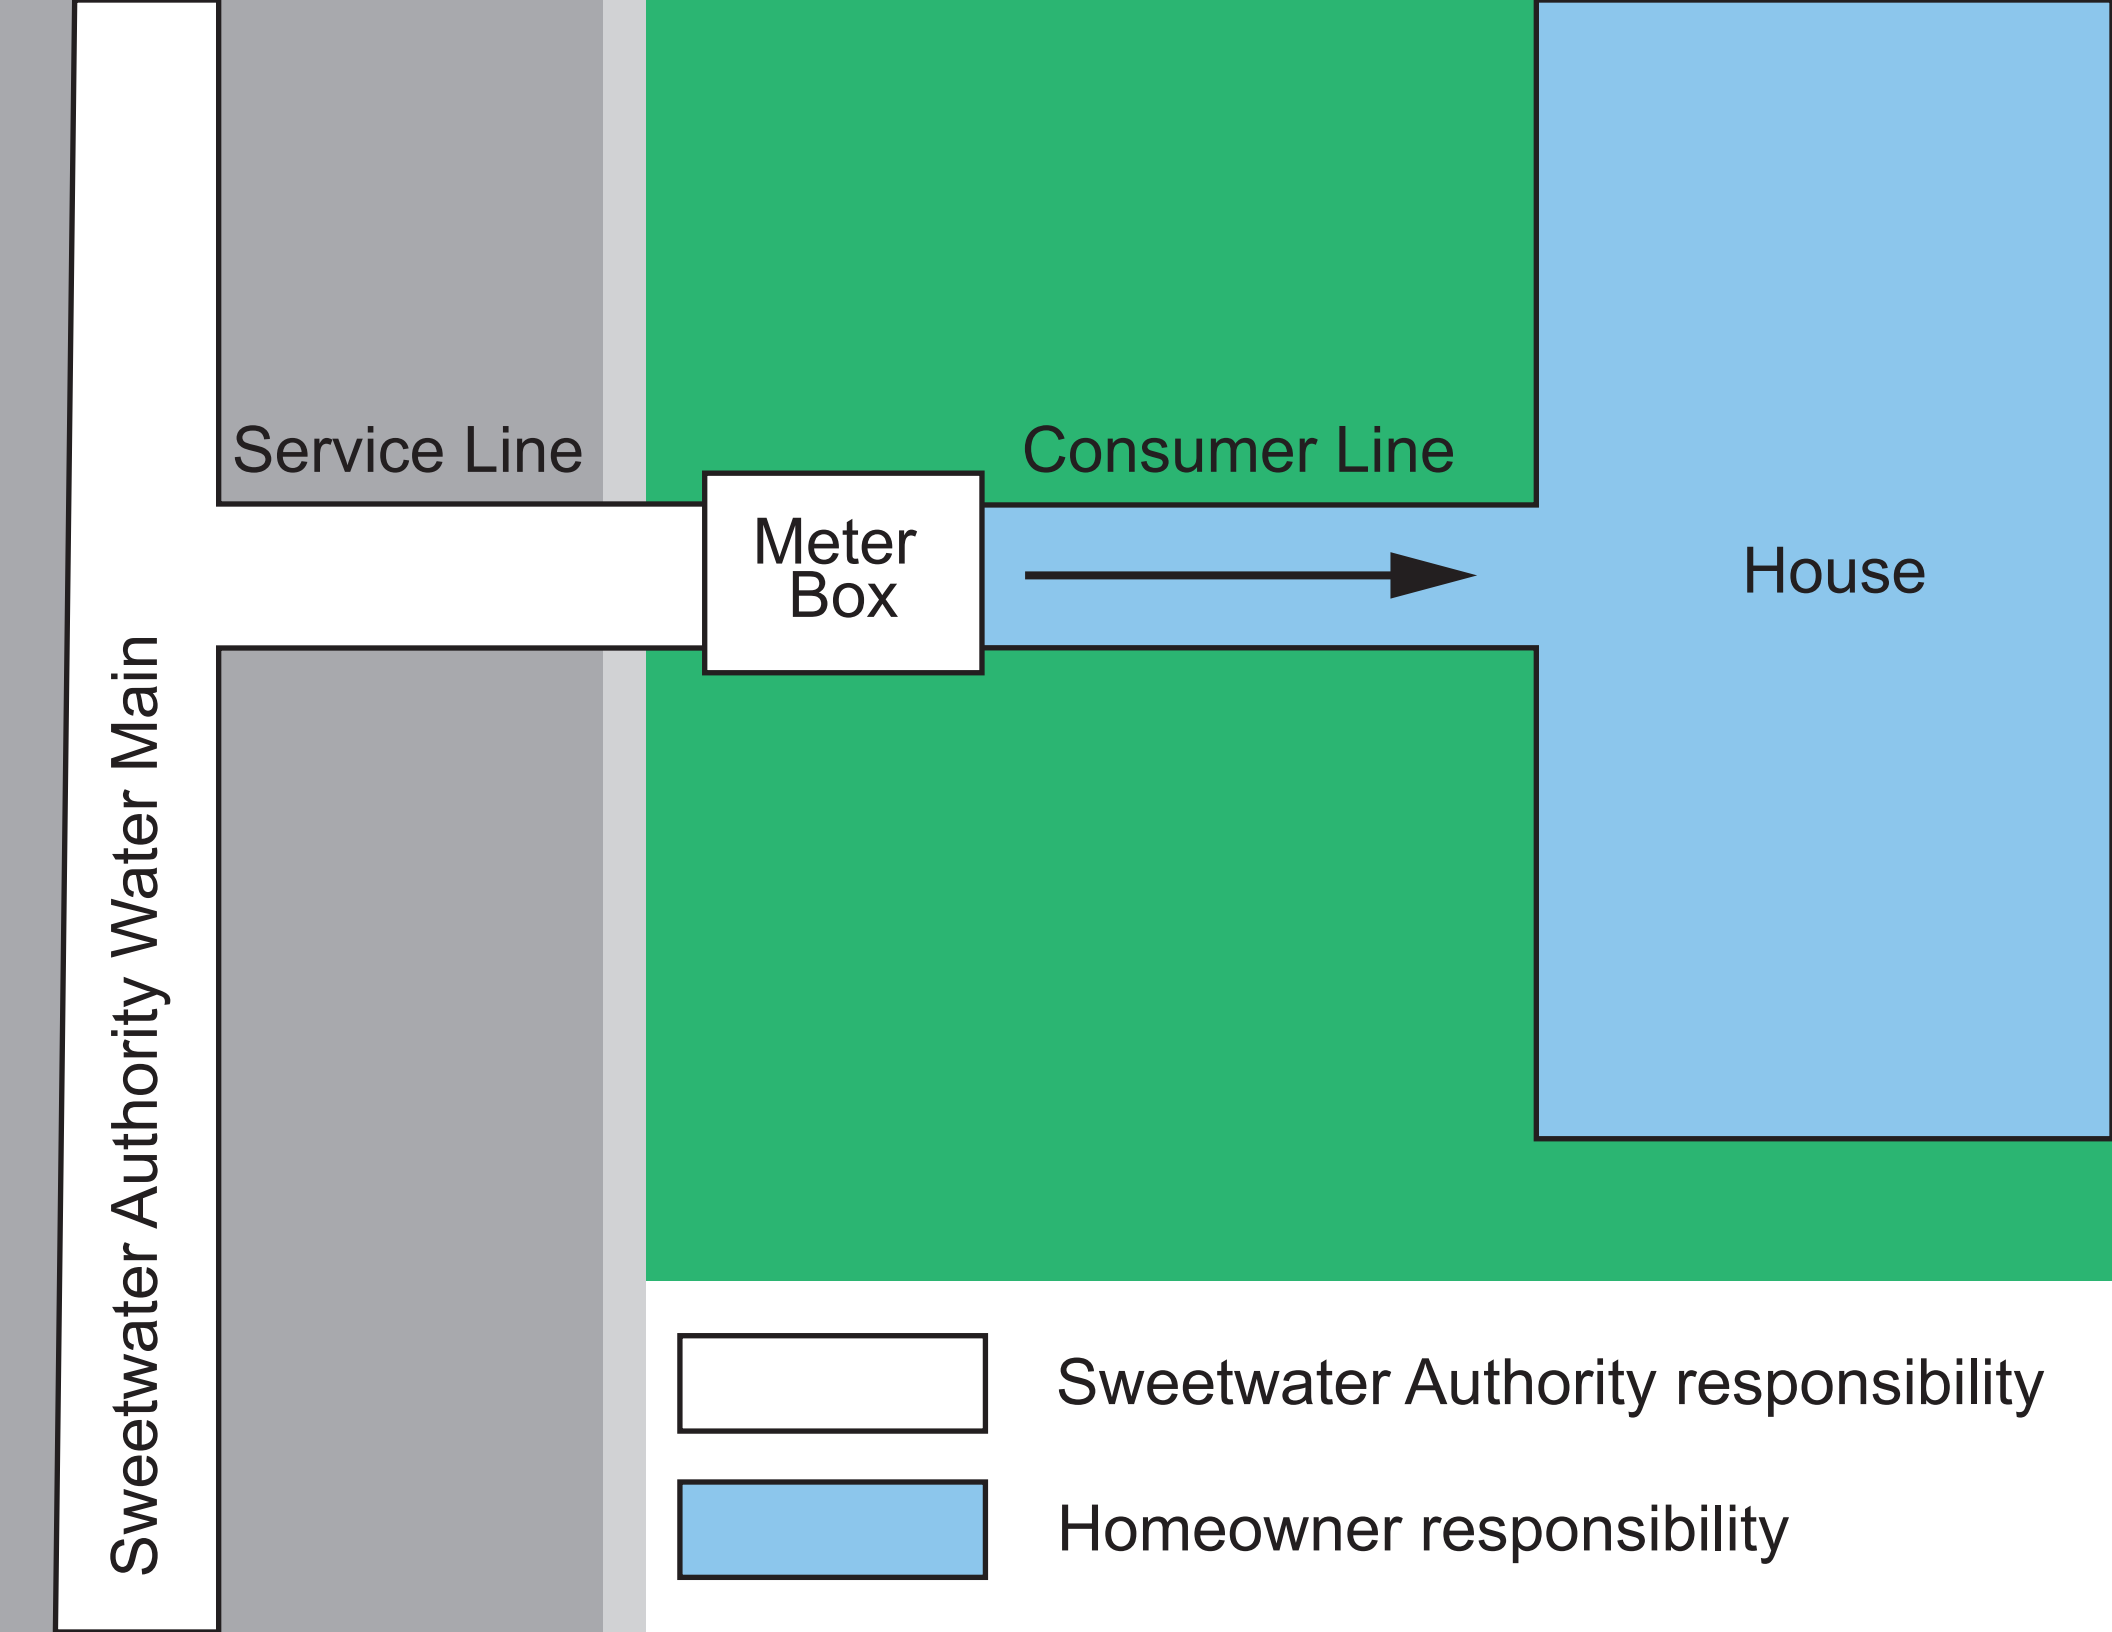 Service Line
Consumer Line
Meter
Box
House
Sweetwater Authority Water Main
Sweetwater Authority responsibility
Homeowner responsibility